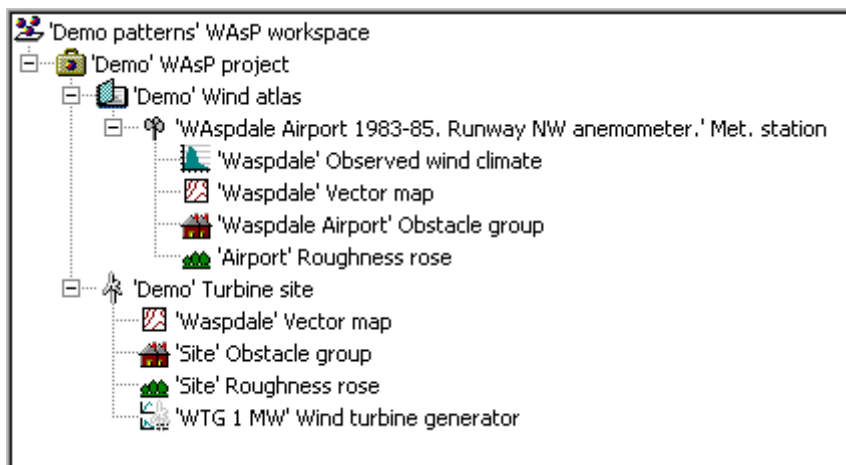 'Demo patterns' WAsP workspace
'Demo' WAsP project
'Demo' Wind atlas
'WAspdale Airport 1983-85. Runway NW anemometer.' Met. station
'Waspdale' Observed wind climate
'Waspdale' Vector map
'Waspdale Airport' Obstacle group
'Airport' Roughness rose
'Demo' Turbine site
'Waspdale' Vector map
'Site' Obstacle group
'Site' Roughness rose
'WTG 1 MW' Wind turbine generator